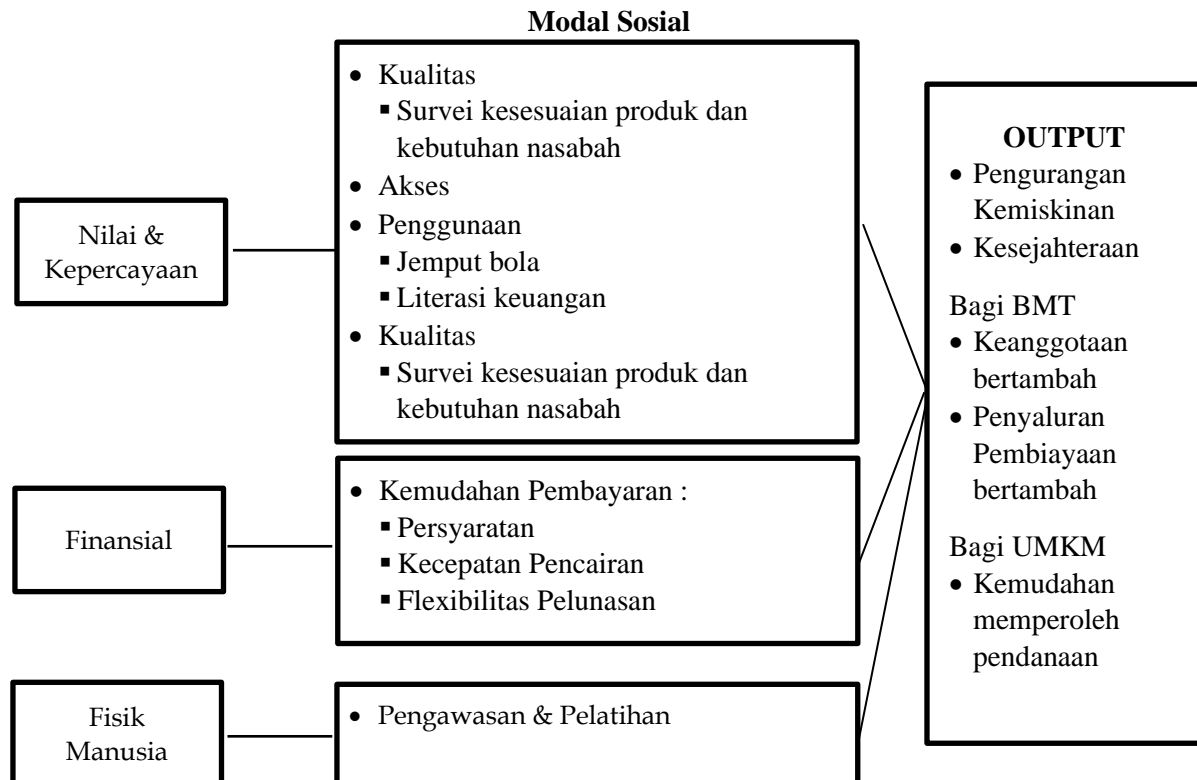 Modal Sosial
Nilai &
Kepercayaan
• Kualitas
▪ Survei kesesuaian produk dan
kebutuhan nasabah
• Akses
• Penggunaan
▪ Jemput bola
▪ Literasi keuangan
• Kualitas
▪ Survei kesesuaian produk dan
kebutuhan nasabah
Finansial
• Kemudahan Pembayaran :
▪ Persyaratan
▪ Kecepatan Pencairan
▪ Flexibilitas Pelunasan
Fisik
Manusia
• Pengawasan & Pelatihan
OUTPUT
• Pengurangan
Kemiskinan
• Kesejahteraan
Bagi BMT
• Keanggotaan
bertambah
• Penyaluran
Pembiayaan
bertambah
Bagi UMKM
• Kemudahan
memperoleh
pendanaan